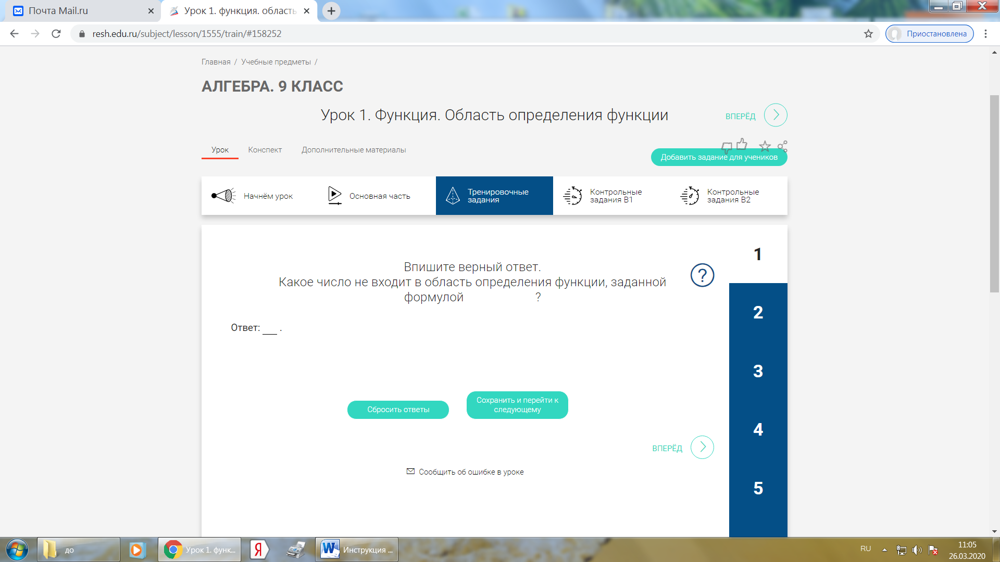 Почта Mail.ru
Урок 1. функция. область
resh.edu.ru/subject/lesson/1555/train/#158252
Приостановлена
Главная / Учебные предметы /
АЛГЕБРА. 9 КЛАСС
Урок 1. Функция. Область определения функции
ВПЕРЁД
Урок
Конспект
Дополнительные материалы
Добавить задание для учеников
Начнём урок
Основная часть
Тренировочные
задания
Контрольные
задания В1
Контрольные
задания В2
1
Впишите верный ответ.
Какое число не входит в область определения функции, заданной
формулой ?
?
2
Ответ: ___ .
3
Сбросить ответы
Сохранить и перейти к
следующему
4
ВПЕРЁД
Сообщить об ошибке в уроке
5
до
Урок 1. функ...
Я
Инструкция ...
RU
11:05
26.03.2020